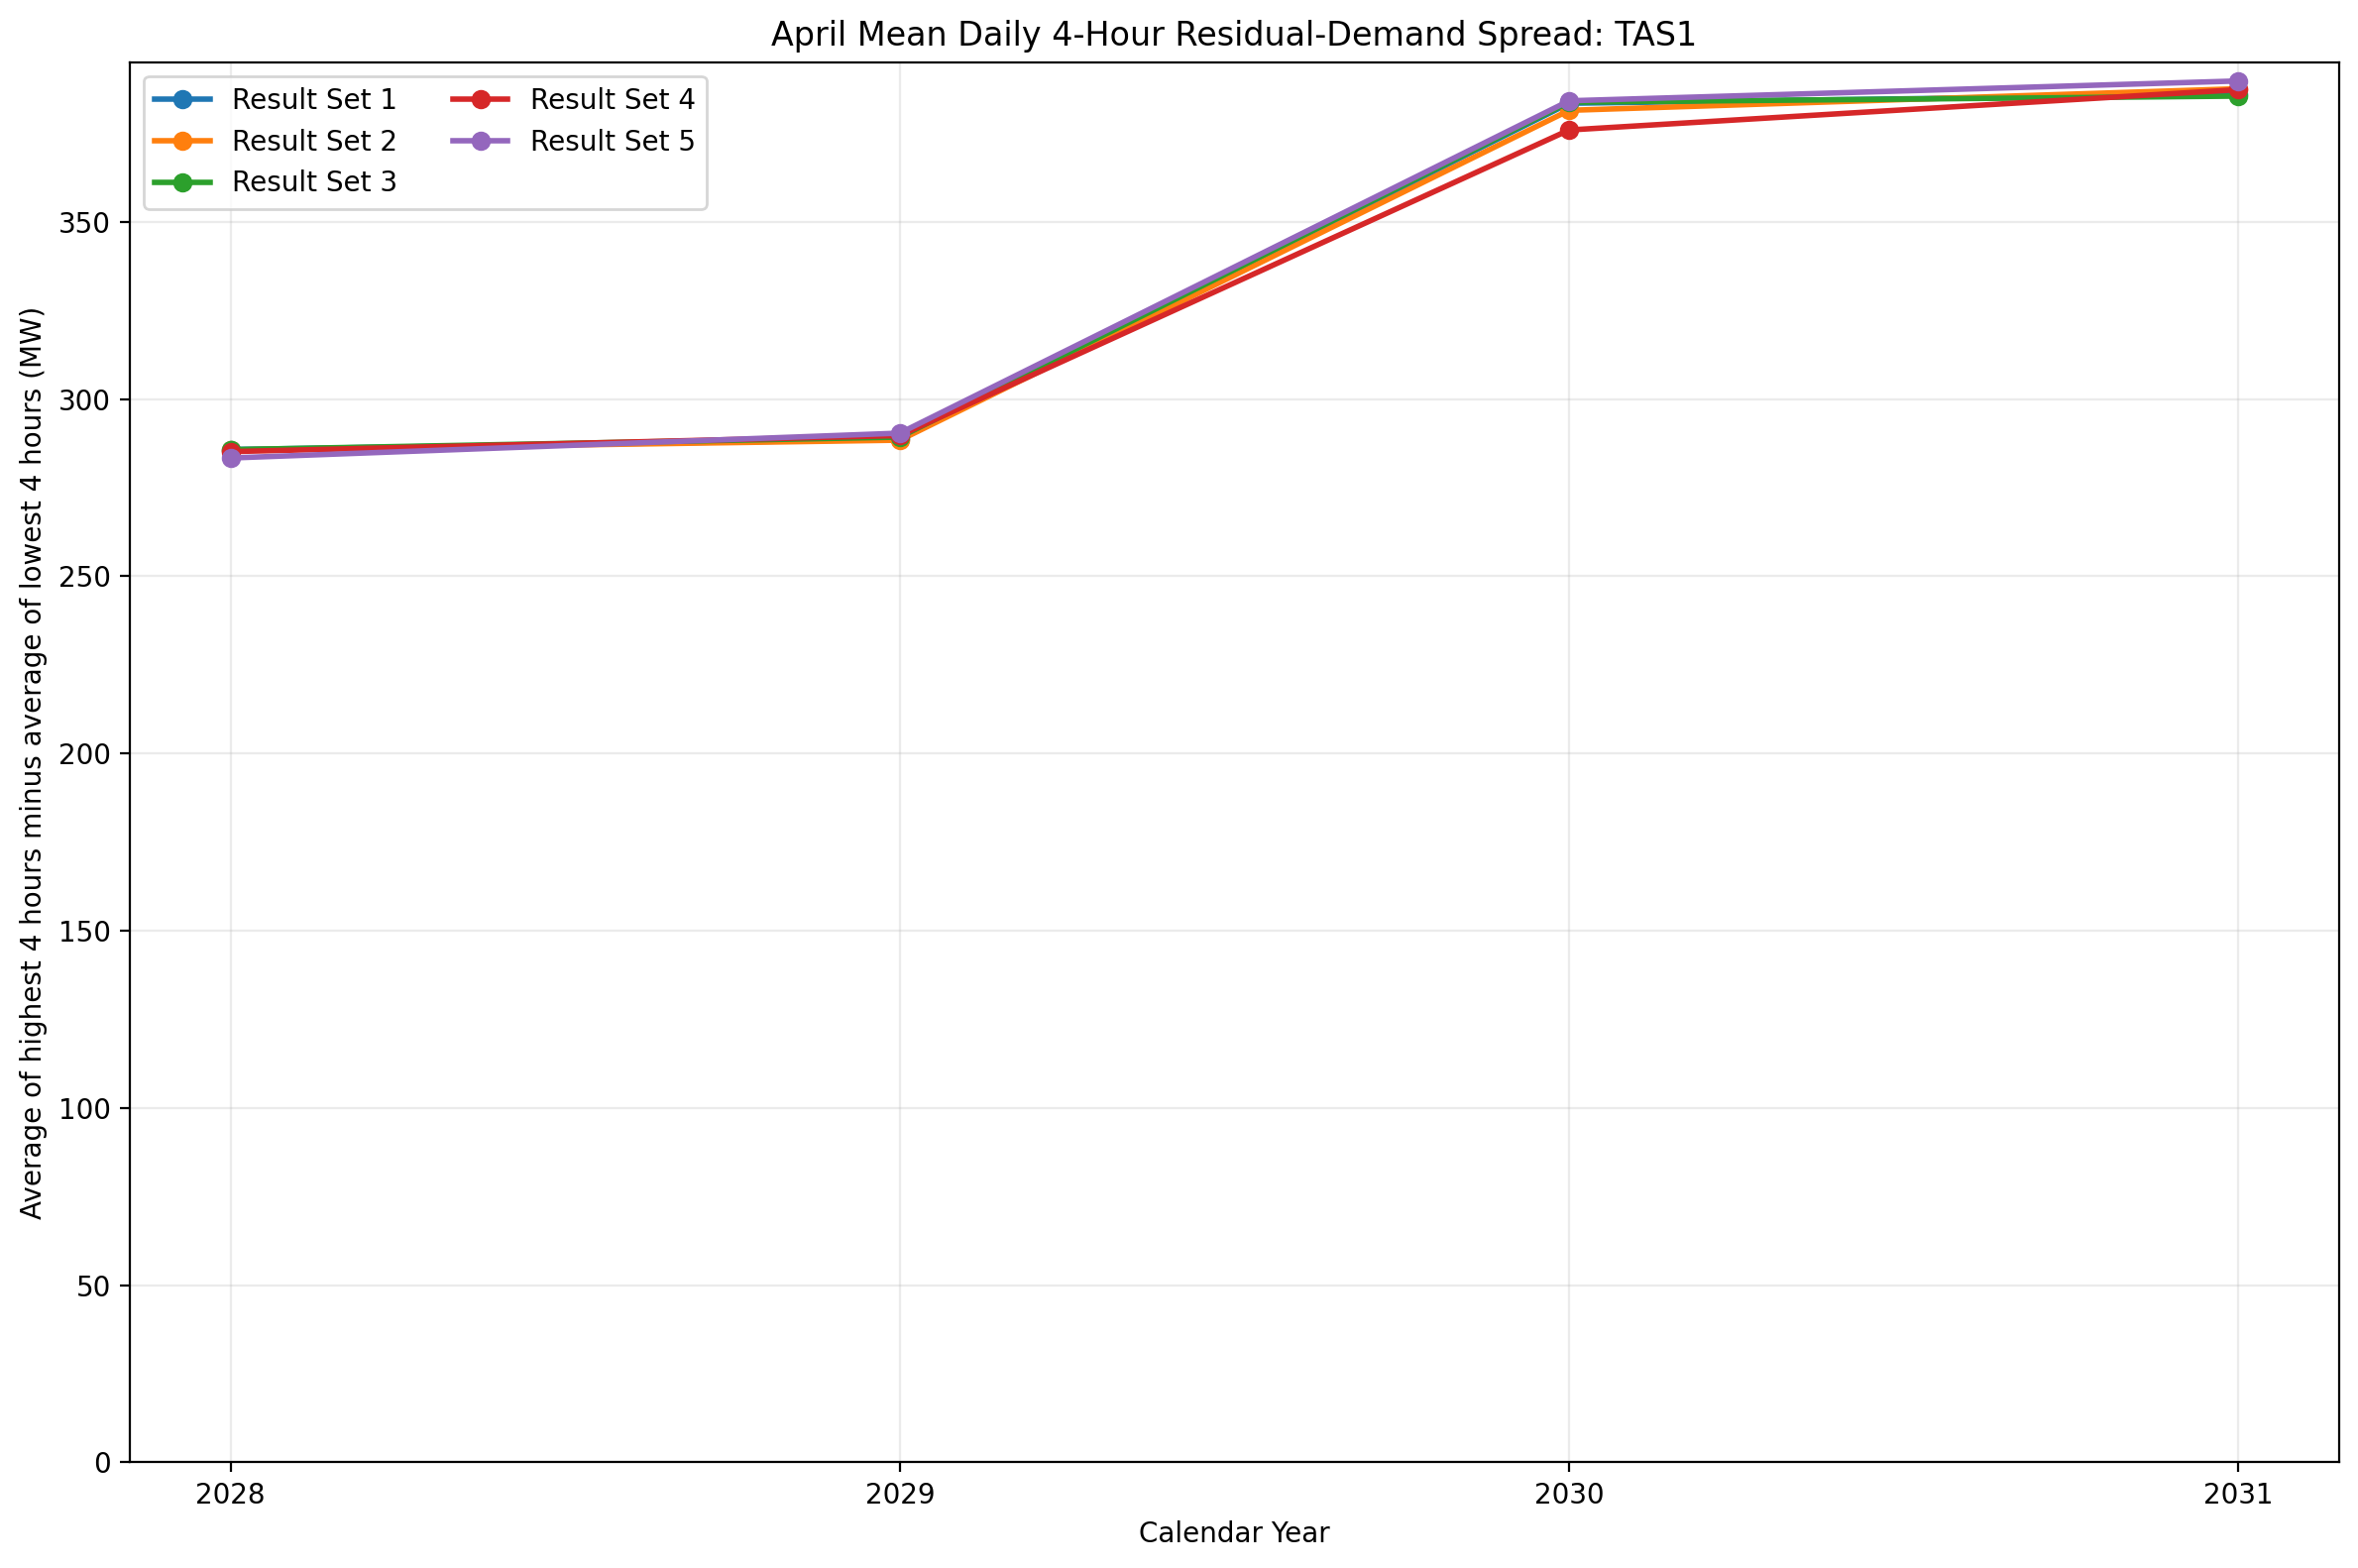 April Mean Daily 4-Hour Residual-Demand Spread: TAS1
Result Set 1
Result Set 2
Result Set 3
Result Set 4
Result Set 5
Average of highest 4 hours minus average of lowest 4 hours (MW)
350
300
250
200
150
100
50
0
2028
2029
2030
2031
Calendar Year